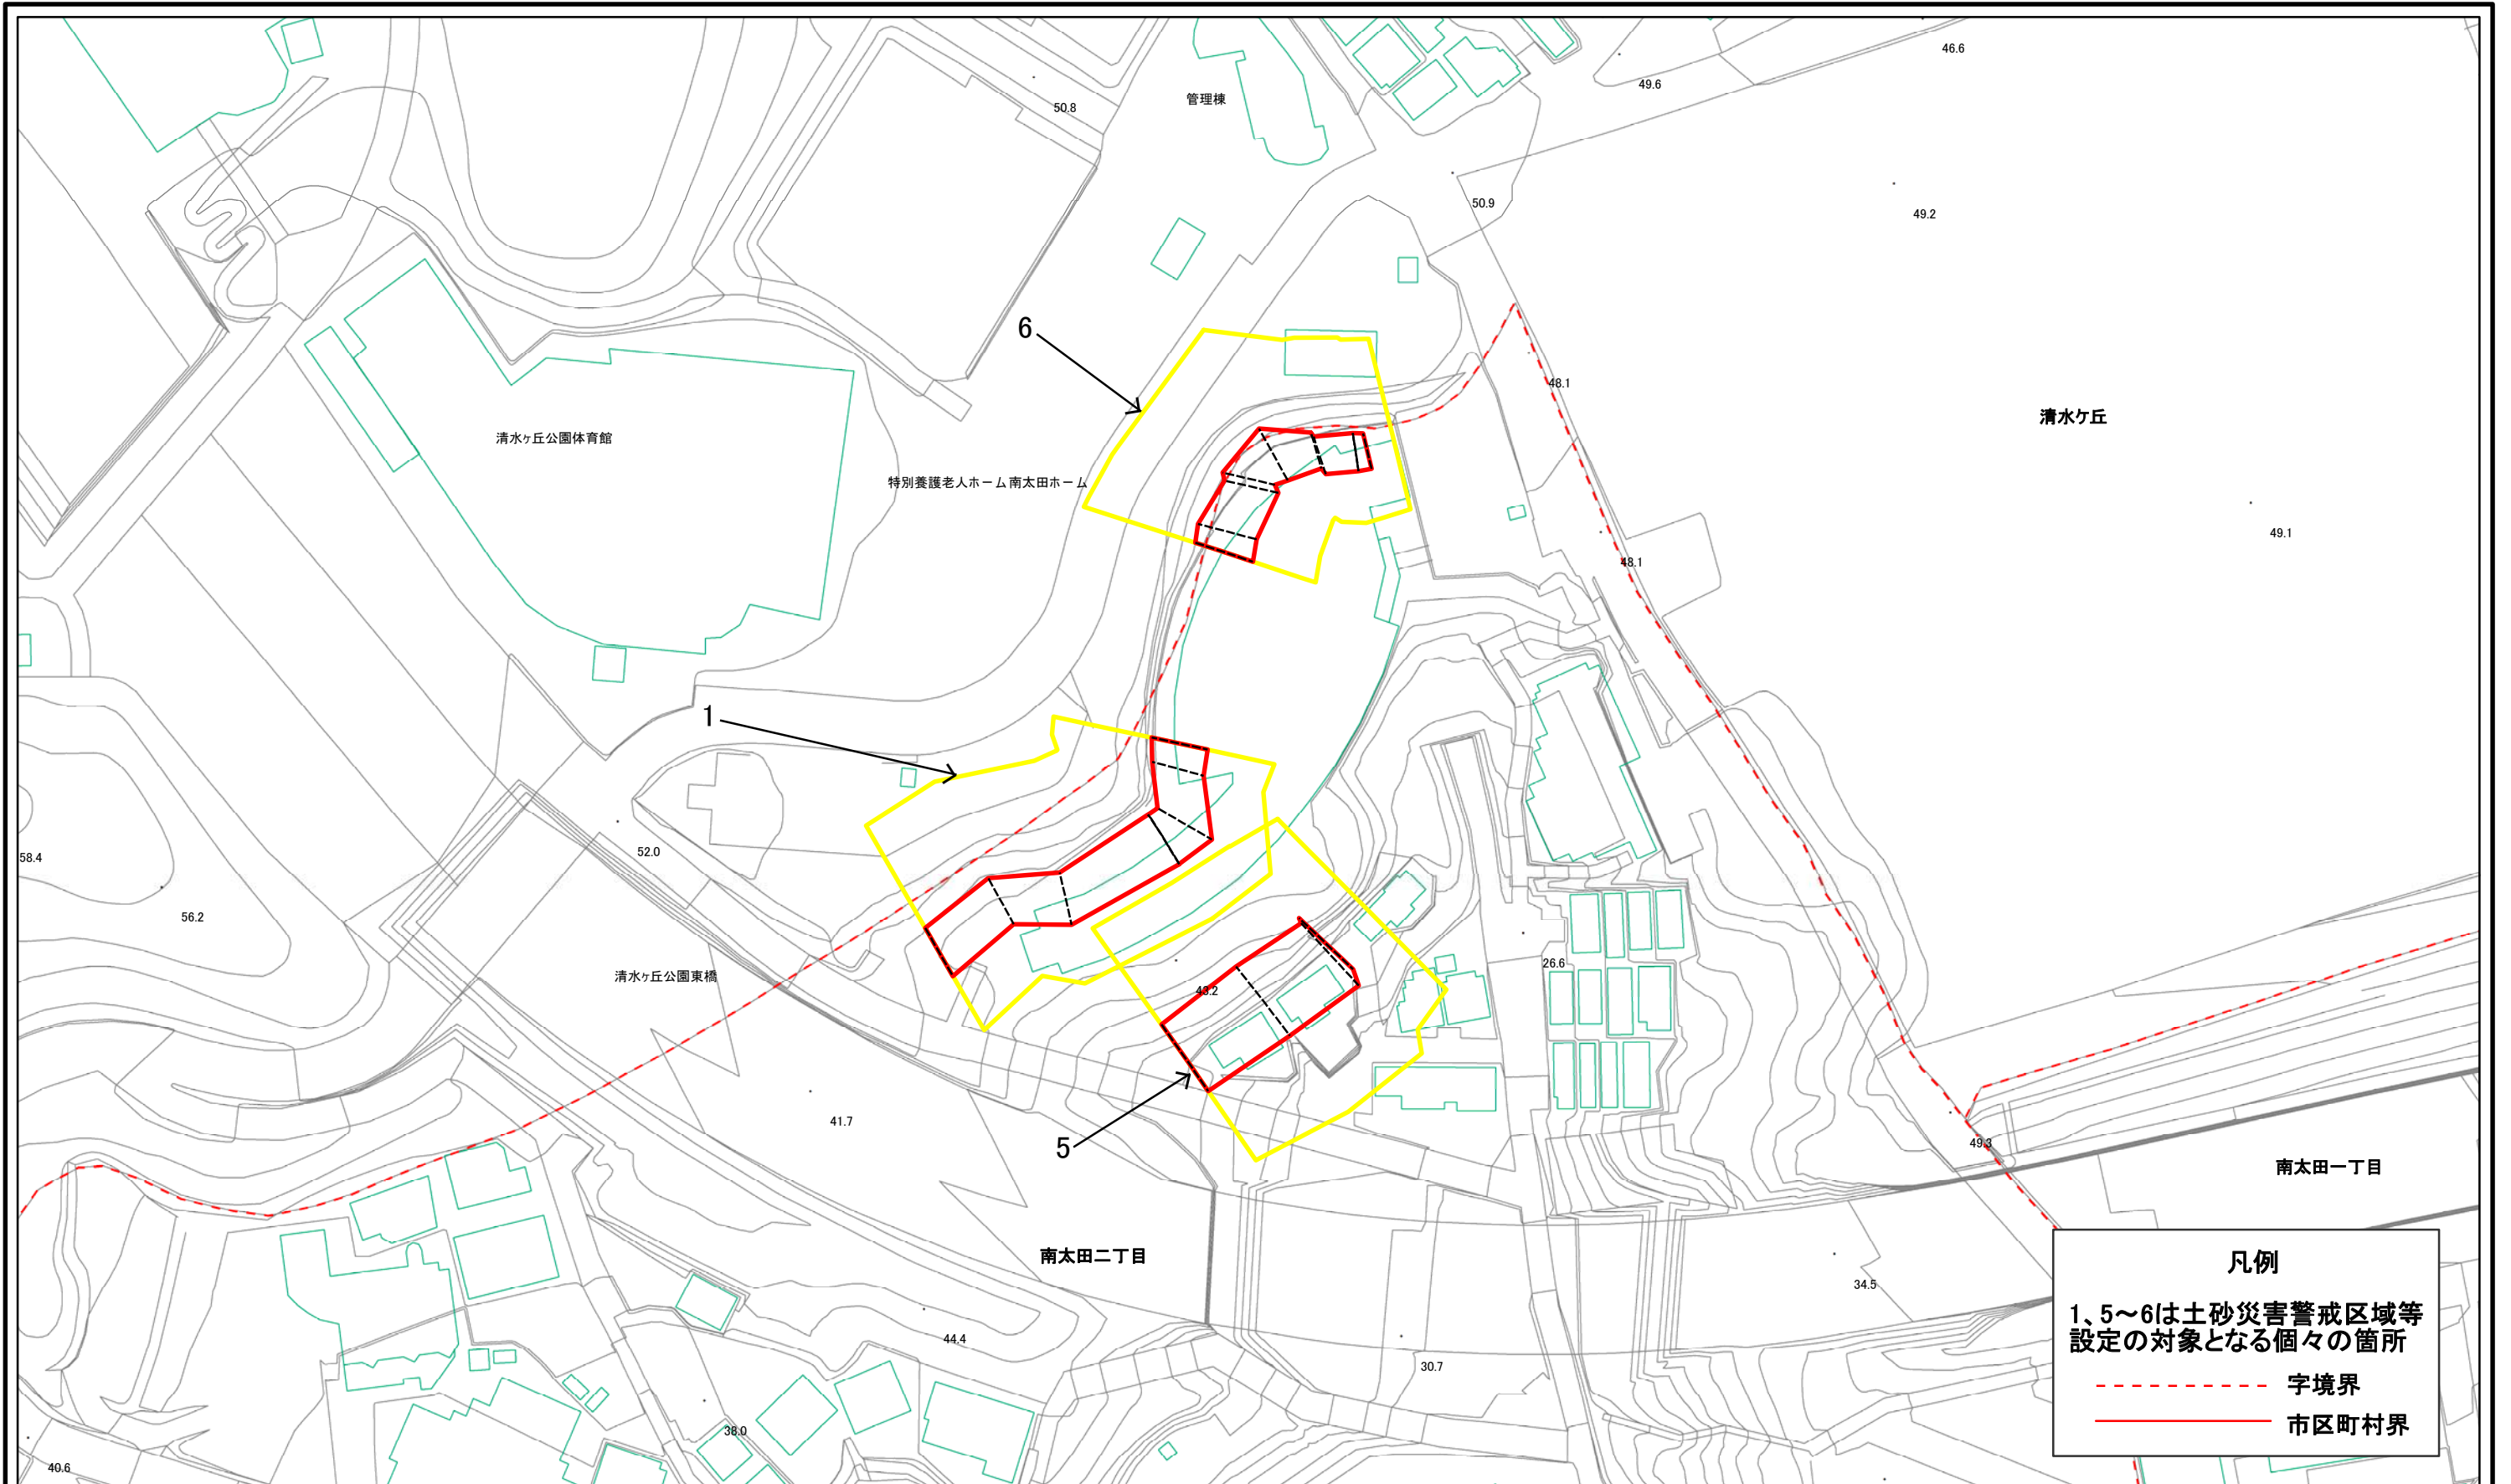 46.6
49.6
50.8
管理棟
50.9
49.2
6
48.1
清水ケ丘
清水ヶ丘公園体育館
特別養護老人ホーム南太田ホーム
49.1
48.1
1
58.4
52.0
56.2
清水ヶ丘公園東橋
26.6
43.2
41.7
5
49.3
南太田一丁目
南太田二丁目
34.5
44.4
30.7
38.0
40.6
凡例
1、5～6は土砂災害警戒区域等
設定の対象となる個々の箇所
字境界
市区町村界